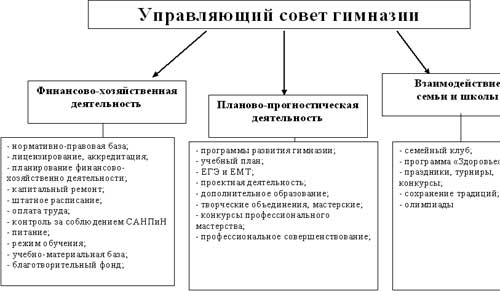 Управляющий совет гимназии
Финансово-хозяйственная
деятельность
- нормативно-правовая база;
- лицензирование, аккредитация,
- планирование финансово-
хозяйственно деятельности;
- капитальный ремонт;
- штатное расписание;
- оплата труда;
- контроль за соблюдением САНПиН
- питание;
- режим обучения;
- учебно-материальная база;
- благотворительный фонд;
Планово-прогностическая
деятельность
- программы развития гимназии;
- учебный план;
- ЕГЭ и ЕМТ;
- проектная деятельность;
- дополнительное образование;
- творческие объединения, мастерские;
- конкурсы профессионального
мастерства;
- профессиональное совершенствование;
Взаимодействие
семьи и школы
- семейный клуб;
- программа «Здоровье»
- праздники, турниры,
конкурсы;
- сохранение традиций;
- олимпиады